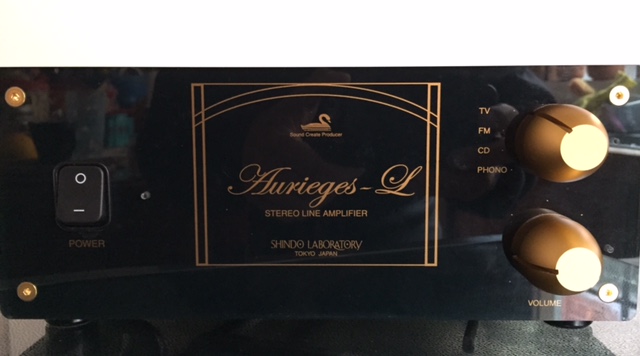 Sound Create Producer
Aurieges-L
STEREO LINE AMPLIFIER
SHINDO LABORATORY
TOKYO JAPAN
POWER
TV
FM
CD
PHONO
VOLUME